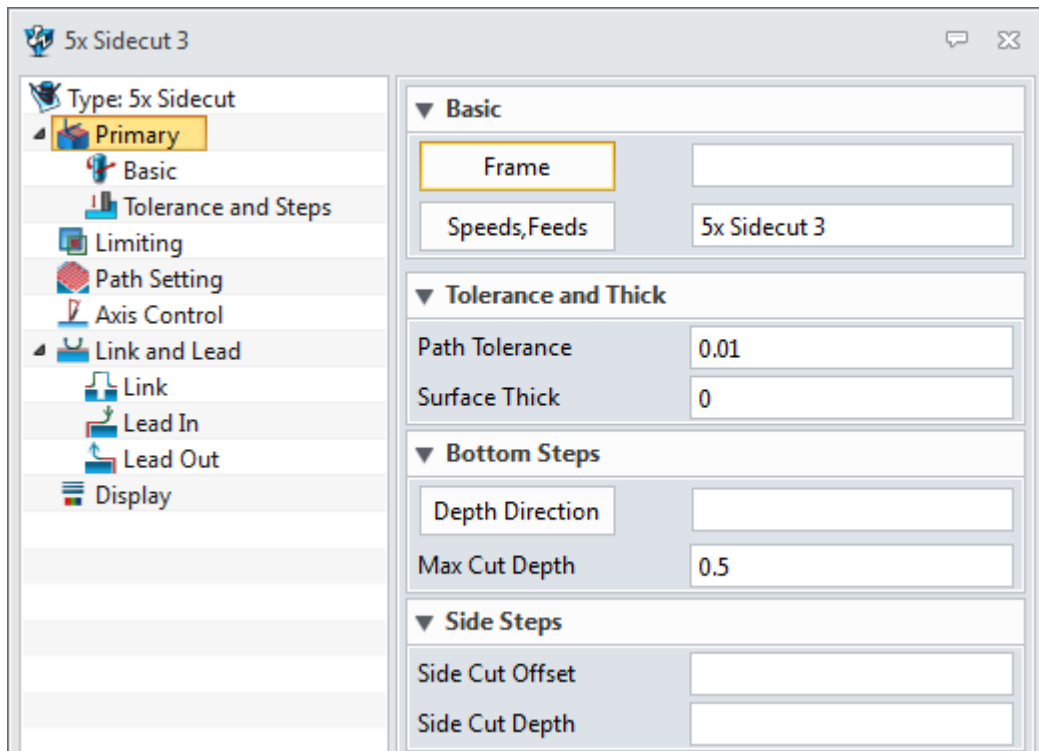 5x Sidecut 3
Type: 5x Sidecut
Primary
Basic
Tolerance and Steps
Limiting
Path Setting
Axis Control
Link and Lead
Link
Lead In
Lead Out
Display
Basic
Frame
Speeds,Feeds 5x Sidecut 3
Tolerance and Thick
Path Tolerance 0.01
Surface Thick 0
Bottom Steps
Depth Direction
Max Cut Depth 0.5
Side Steps
Side Cut Offset
Side Cut Depth